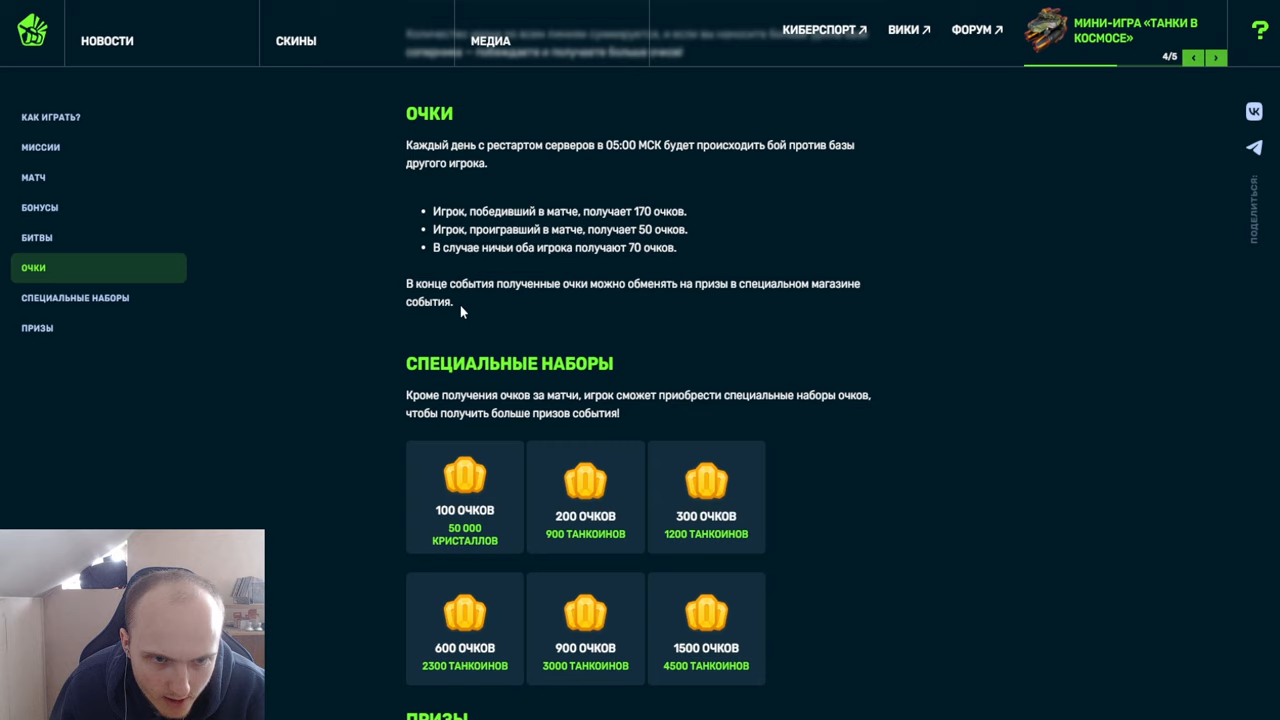 НОВОСТИ
СКИНЫ
МЕДИА
КИБЕРСПОРТ ↗
ВИКИ ↗
ФОРУМ ↗
МИНИ-ИГРА «ТАНКИ В
КОСМОСЕ»
4/5
?
КАК ИГРАТЬ?
МИССИИ
МАТЧ
БОНУСЫ
БИТВЫ
ОЧКИ
СПЕЦИАЛЬНЫЕ НАБОРЫ
ПРИЗЫ
ПОДЕЛИТЬСЯ:
ОЧКИ
Каждый день с рестартом серверов в 05:00 МСК будет происходить бой против базы
другого игрока.
• Игрок, победивший в матче, получает 170 очков.
• Игрок, проигравший в матче, получает 50 очков.
• В случае ничьи оба игрока получают 70 очков.
В конце события полученные очки можно обменять на призы в специальном магазине
события.
СПЕЦИАЛЬНЫЕ НАБОРЫ
Кроме получения очков за матчи, игрок сможет приобрести специальные наборы очков,
чтобы получить больше призов события!
100 ОЧКОВ
50 000
КРИСТАЛЛОВ
200 ОЧКОВ
900 ТАНКОИНОВ
300 ОЧКОВ
1200 ТАНКОИНОВ
600 ОЧКОВ
2300 ТАНКОИНОВ
900 ОЧКОВ
3000 ТАНКОИНОВ
1500 ОЧКОВ
4500 ТАНКОИНОВ
ПРИЗЫ